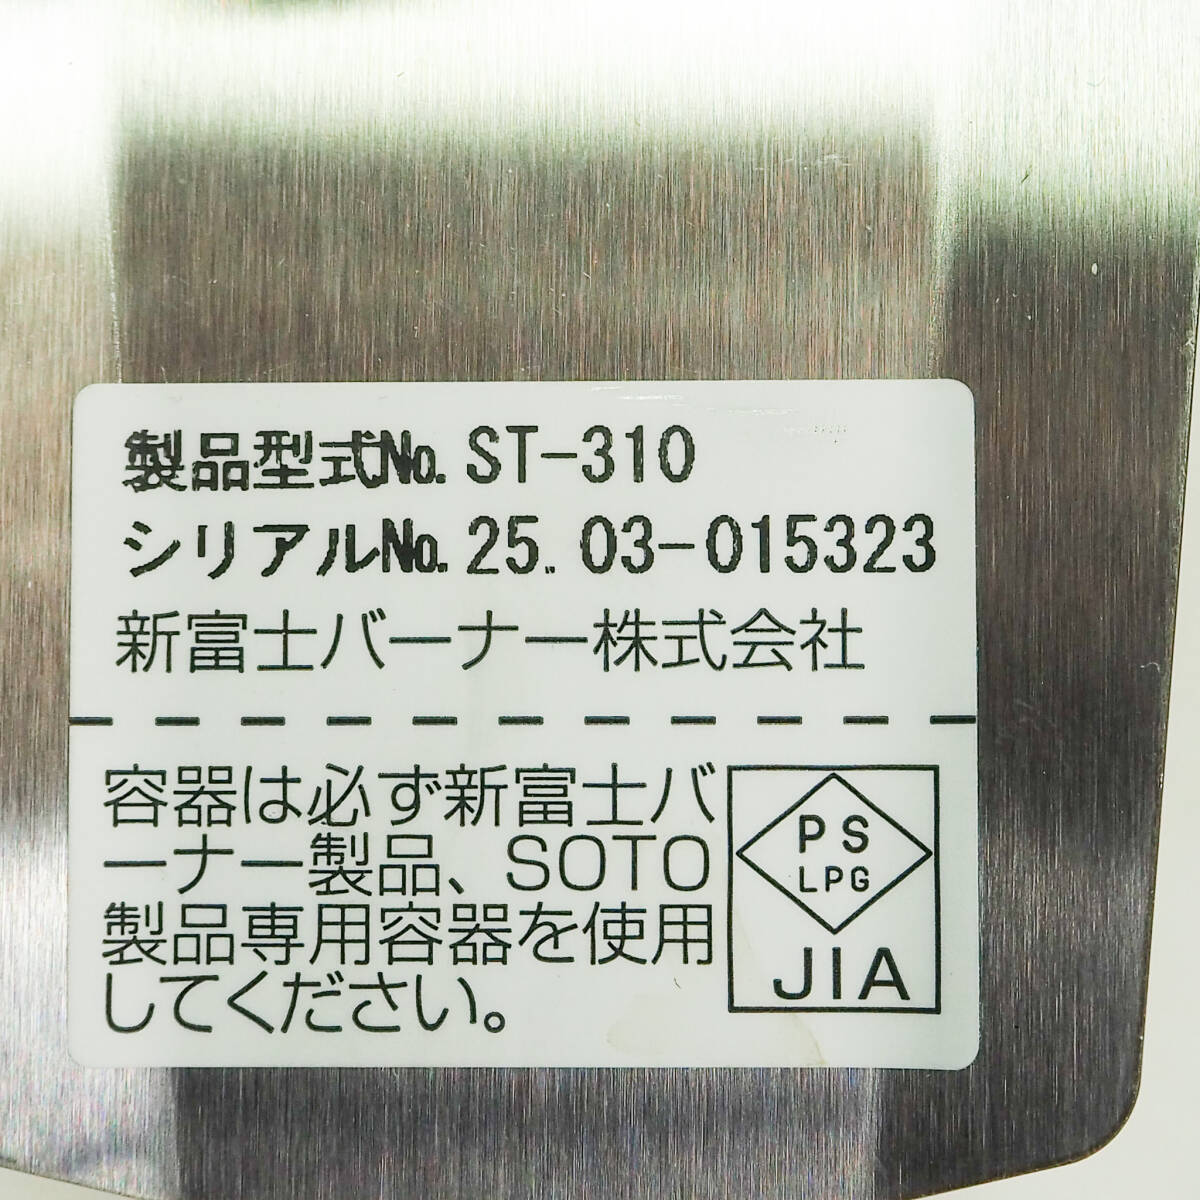 製品型式No. ST-310
シリアルNo. 25. 03-015323
新富士バーナー株式会社
容器は必ず新富士バ
ーナー製品、SOTO
製品専用容器を使用
してください。
PS
LPG
JIA